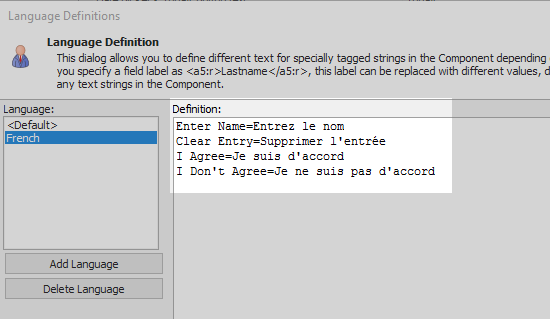 Language Definitions
Language Definition
This dialog allows you to define different text for specially tagged strings in the Component depending
you specify a field label as <a5:r>Lastname</a5:r>, this label can be replaced with different values, d
any text strings in the Component.
Language:
<Default>
French
Add Language
Delete Language
Definition:
Enter Name=Entrez le nom
Clear Entry=Supprimer l'entrée
I Agree=Je suis d'accord
I Don't Agree=Je ne suis pas d'accord